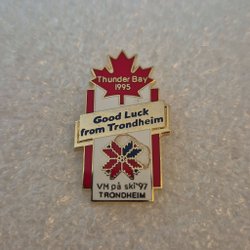 Thunder Bay
1995
Good Luck
from Trondheim
VM på ski '97
TRONDHEIM